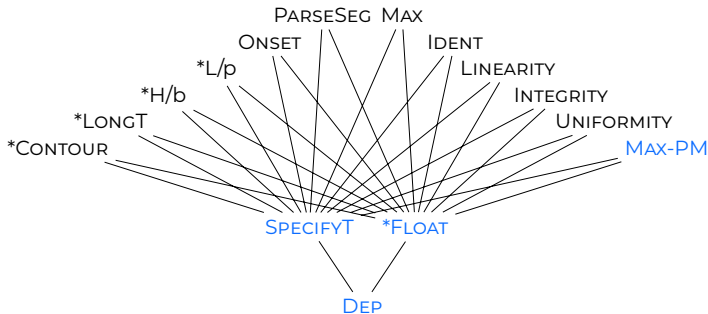 ParseSeg Max
Onset Ident
*L/p Linearity
*H/b Integrity
*LongT Uniformity
*Contour Max-PM
SpecifyT *Float
Dep